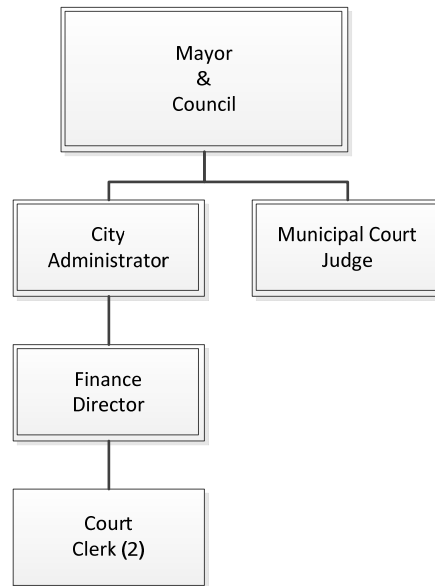 Mayor
&
Council
City
Administrator
Municipal Court
Judge
Finance
Director
Court
Clerk (2)